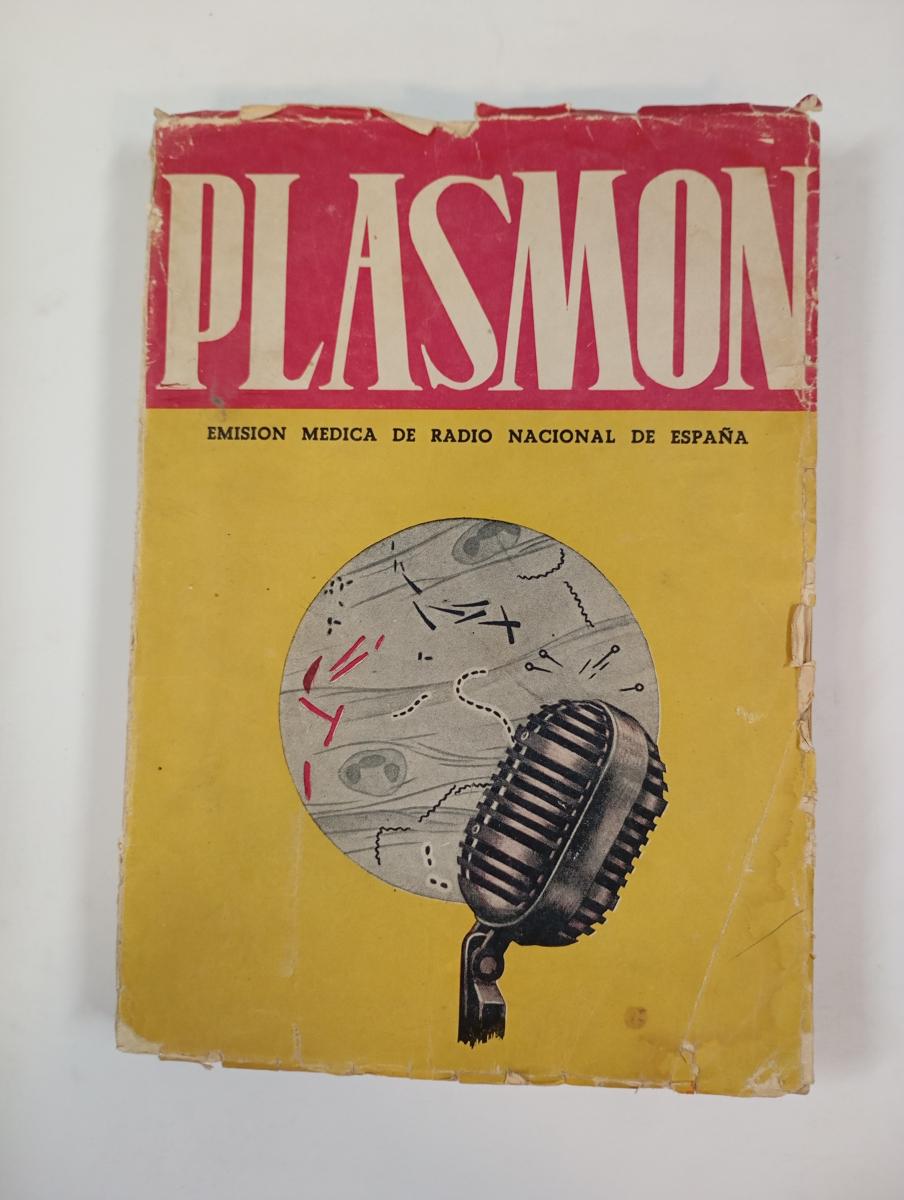 PLASMON
EMISION MEDICA DE RADIO NACIONAL DE ESPAÑA